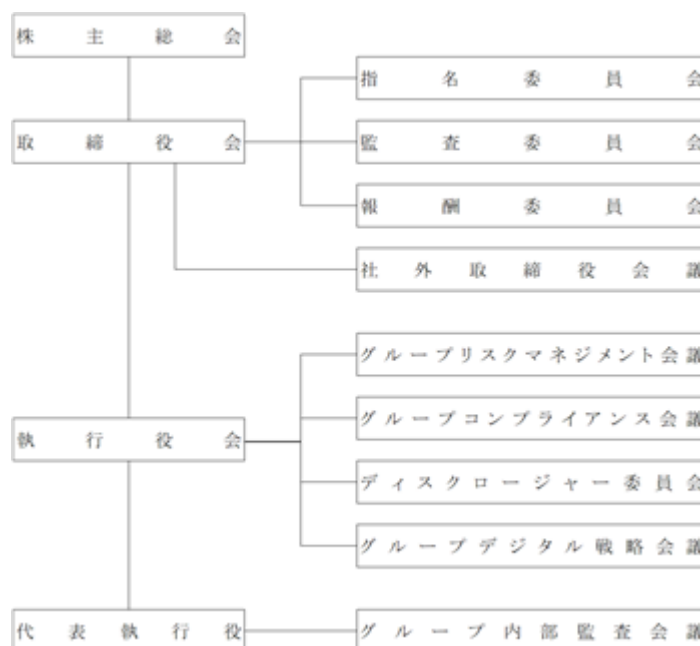 株主総会
指名委員会
取締役会
監査委員会
報酬委員会
社外取締役会議
グループリスクマネジメント会議
グループコンプライアンス会議
執行役会
ディスクロージャー委員会
グループデジタル戦略会議
代表執行役
グループ内部監査会議